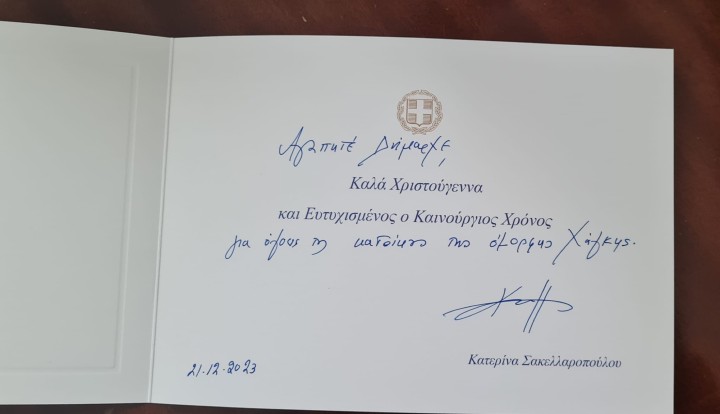 Αγαπητέ Δήμαρχε,
Καλά Χριστούγεννα
και Ευτυχισμένος ο Καινούργιος Χρόνος
για όλους τους κατοίκους της όμορφης Χάλκης.
Κατερίνα Σακελλαροπούλου
21.12.2023